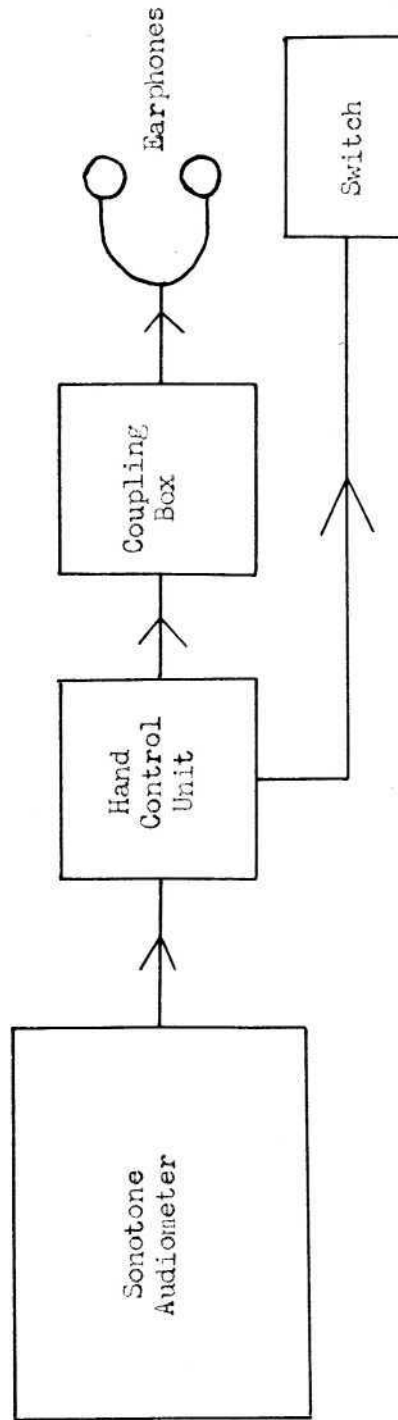 Sonotone
Audiometer
Hand
Control
Unit
Coupling
Box
Earphones
Switch